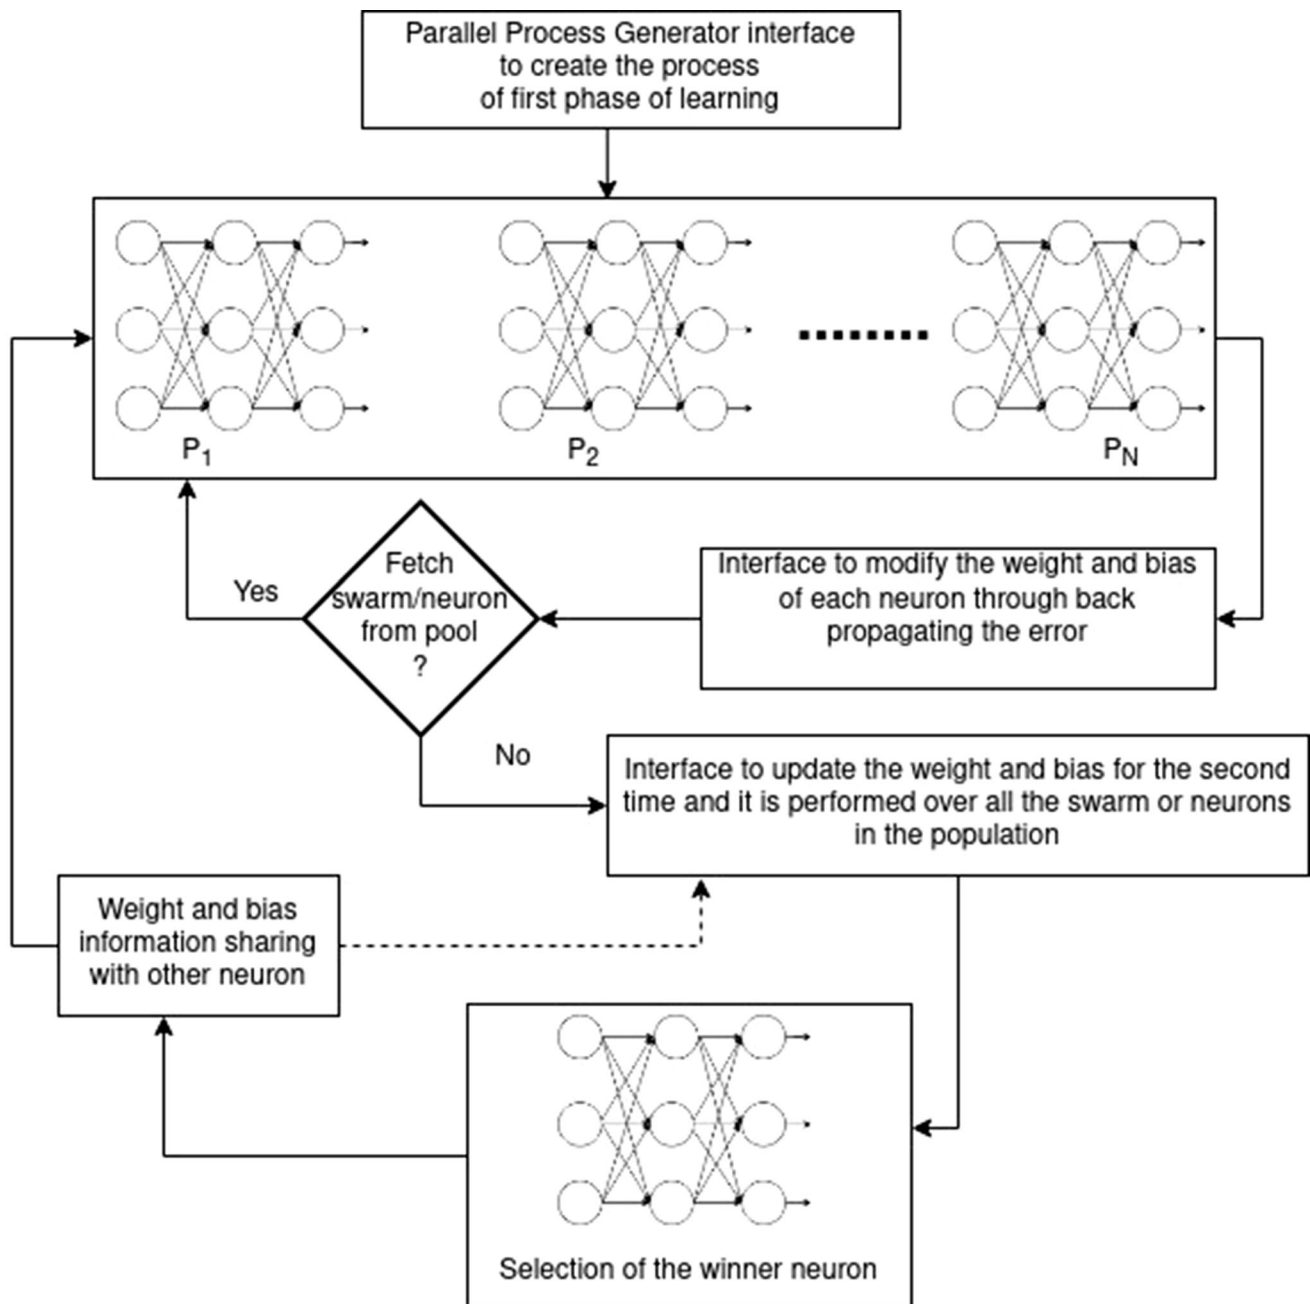 Parallel Process Generator interface
to create the process
of first phase of learning
P1
P2
PN
Fetch
swarm/neuron
from pool
?
Yes
Interface to modify the weight and bias
of each neuron through back
propagating the error
No
Interface to update the weight and bias for the second
time and it is performed over all the swarm or neurons
in the population
Weight and bias
information sharing
with other neuron
Selection of the winner neuron